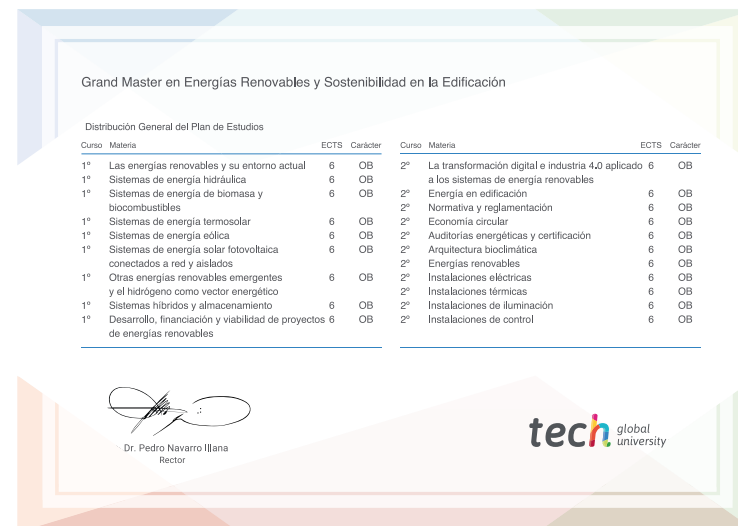 Grand Master en Energías Renovables y Sostenibilidad en la Edificación
Distribución General del Plan de Estudios
Curso Materia ECTS Carácter
1º Las energías renovables y su entorno actual 6 OB
1º Sistemas de energía hidráulica 6 OB
1º Sistemas de energía de biomasa y 6 OB
biocombustibles
1º Sistemas de energía termosolar 6 OB
1º Sistemas de energía eólica 6 OB
1º Sistemas de energía solar fotovoltaica 6 OB
conectados a red y aislados
1º Otras energías renovables emergentes 6 OB
y el hidrógeno como vector energético
1º Sistemas híbridos y almacenamiento 6 OB
1º Desarrollo, financiación y viabilidad de proyectos 6 OB
de energías renovables
Curso Materia ECTS Carácter
2º La transformación digital e industria 4.0 aplicado 6 OB
a los sistemas de energía renovables
2º Energía en edificación 6 OB
2º Normativa y reglamentación 6 OB
2º Economía circular 6 OB
2º Auditorías energéticas y certificación 6 OB
2º Arquitectura bioclimática 6 OB
2º Energías renovables 6 OB
2º Instalaciones eléctricas 6 OB
2º Instalaciones térmicas 6 OB
2º Instalaciones de iluminación 6 OB
2º Instalaciones de control 6 OB
Dr. Pedro Navarro Illana
Rector
tech global
university